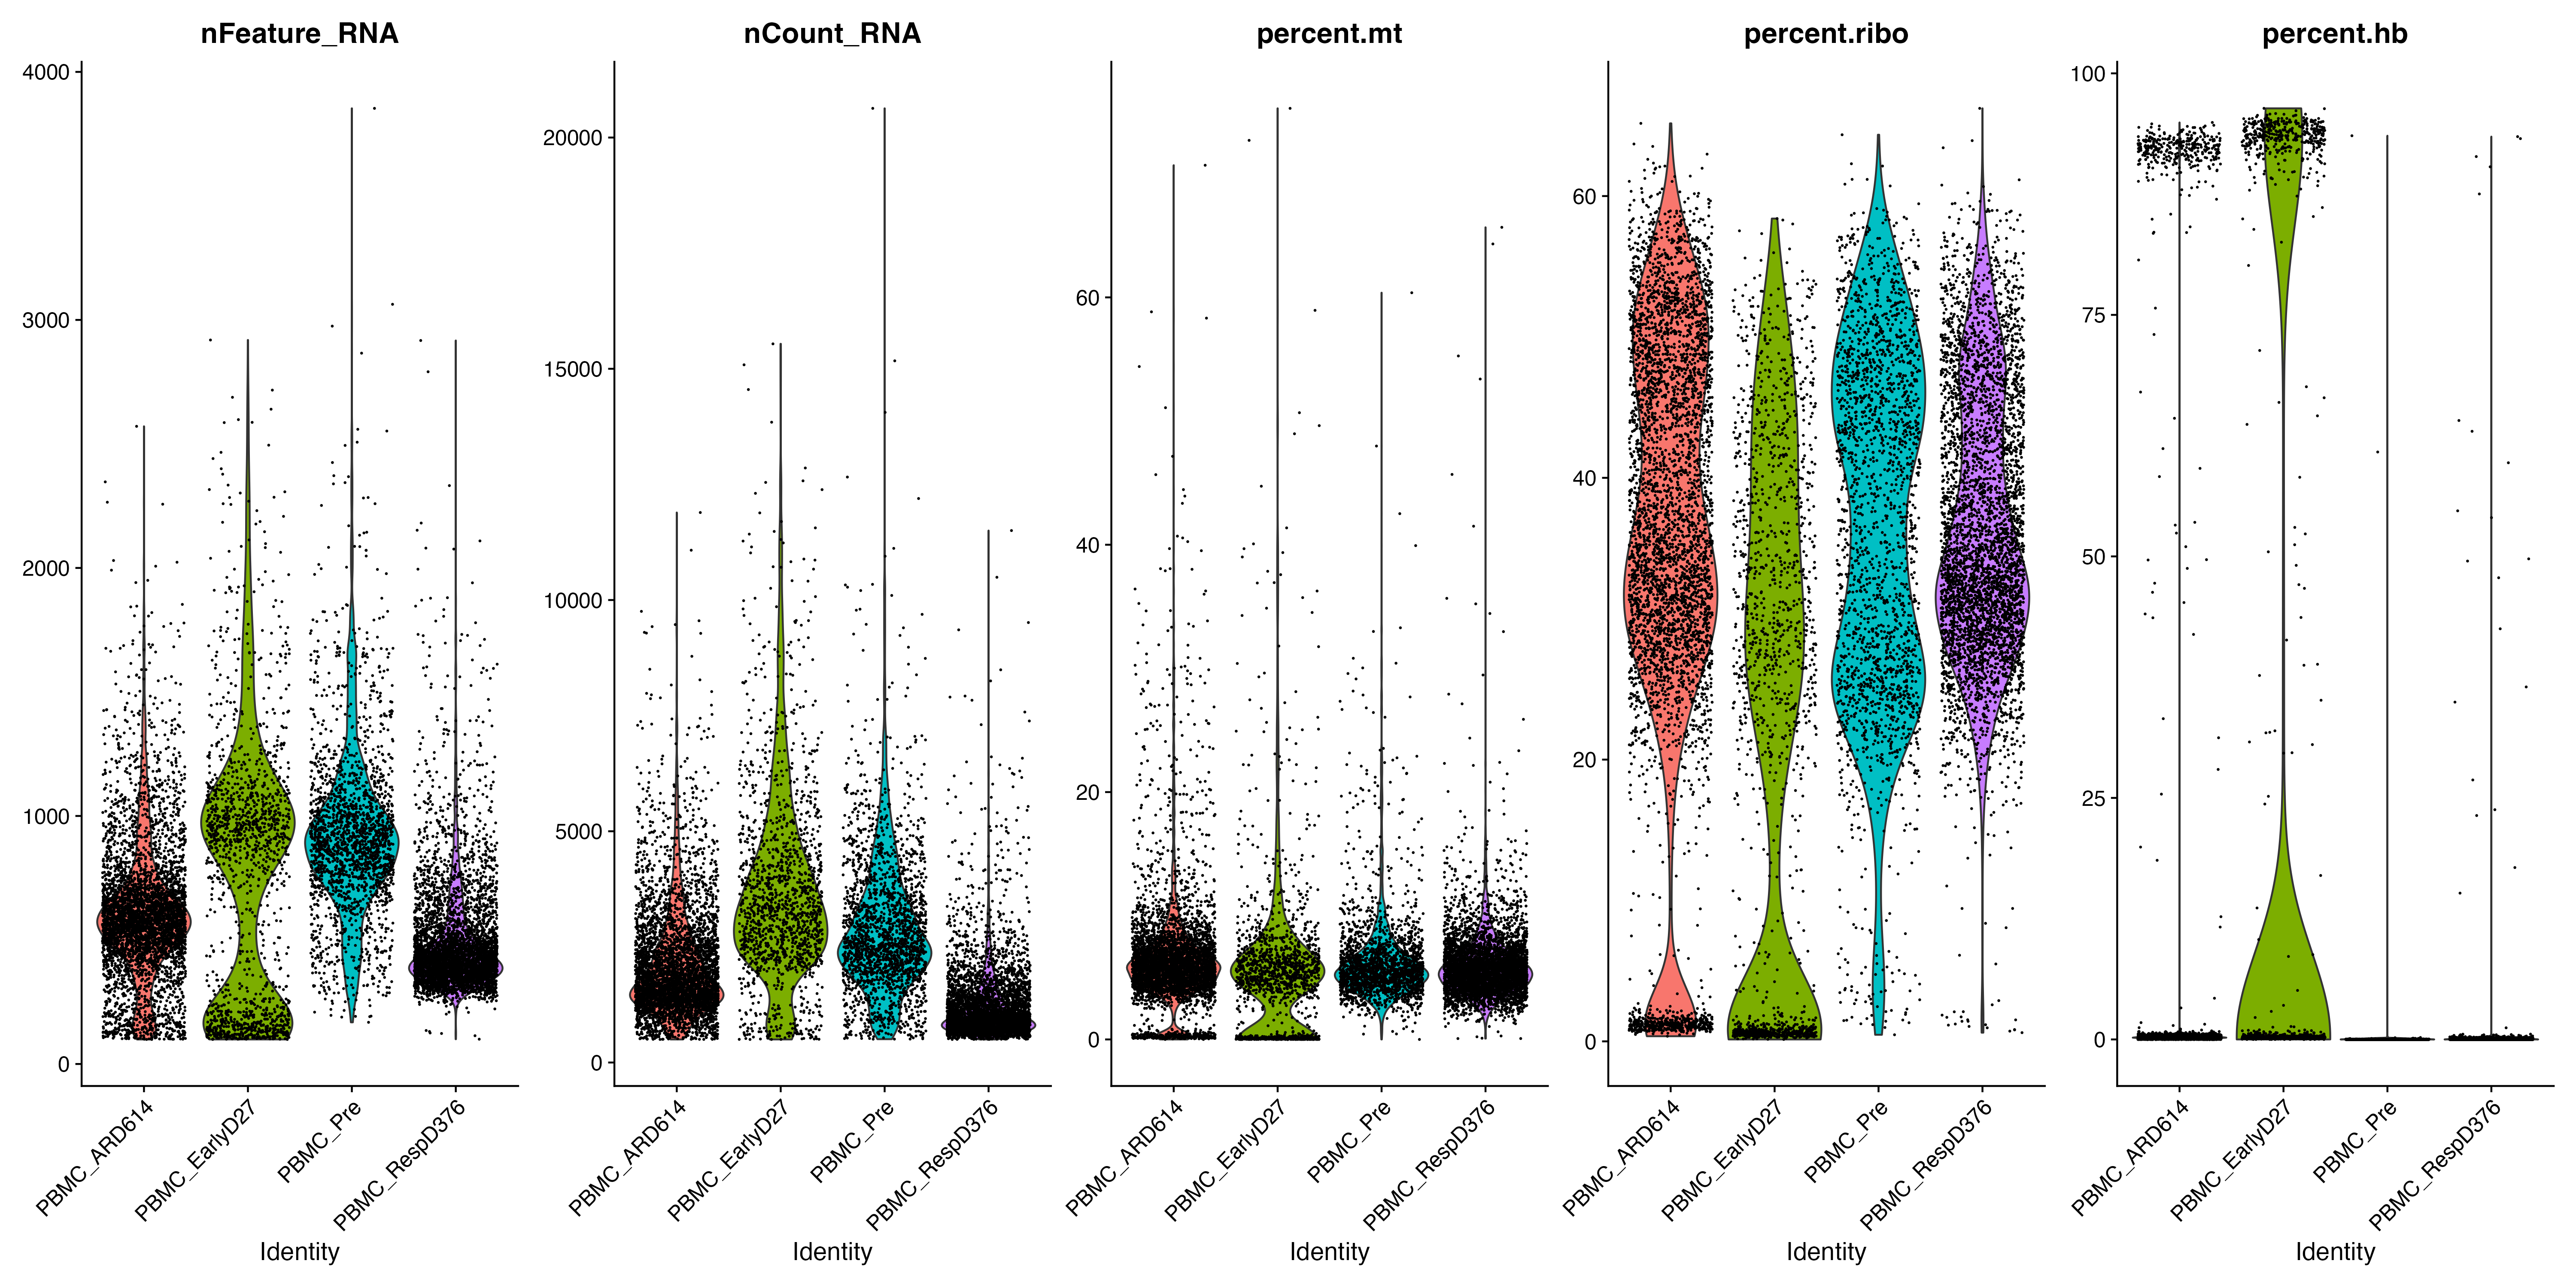 nFeature_RNA
4000
3000
2000
1000
0
PBMC_ARD614
PBMC_EarlyD27
PBMC_Pre
PBMC_RespD376
Identity
nCount_RNA
20000
15000
10000
5000
0
PBMC_ARD614
PBMC_EarlyD27
PBMC_Pre
PBMC_RespD376
Identity
percent.mt
60
40
20
0
PBMC_ARD614
PBMC_EarlyD27
PBMC_Pre
PBMC_RespD376
Identity
percent.ribo
60
40
20
0
PBMC_ARD614
PBMC_EarlyD27
PBMC_Pre
PBMC_RespD376
Identity
percent.hb
100
75
50
25
0
PBMC_ARD614
PBMC_EarlyD27
PBMC_Pre
PBMC_RespD376
Identity